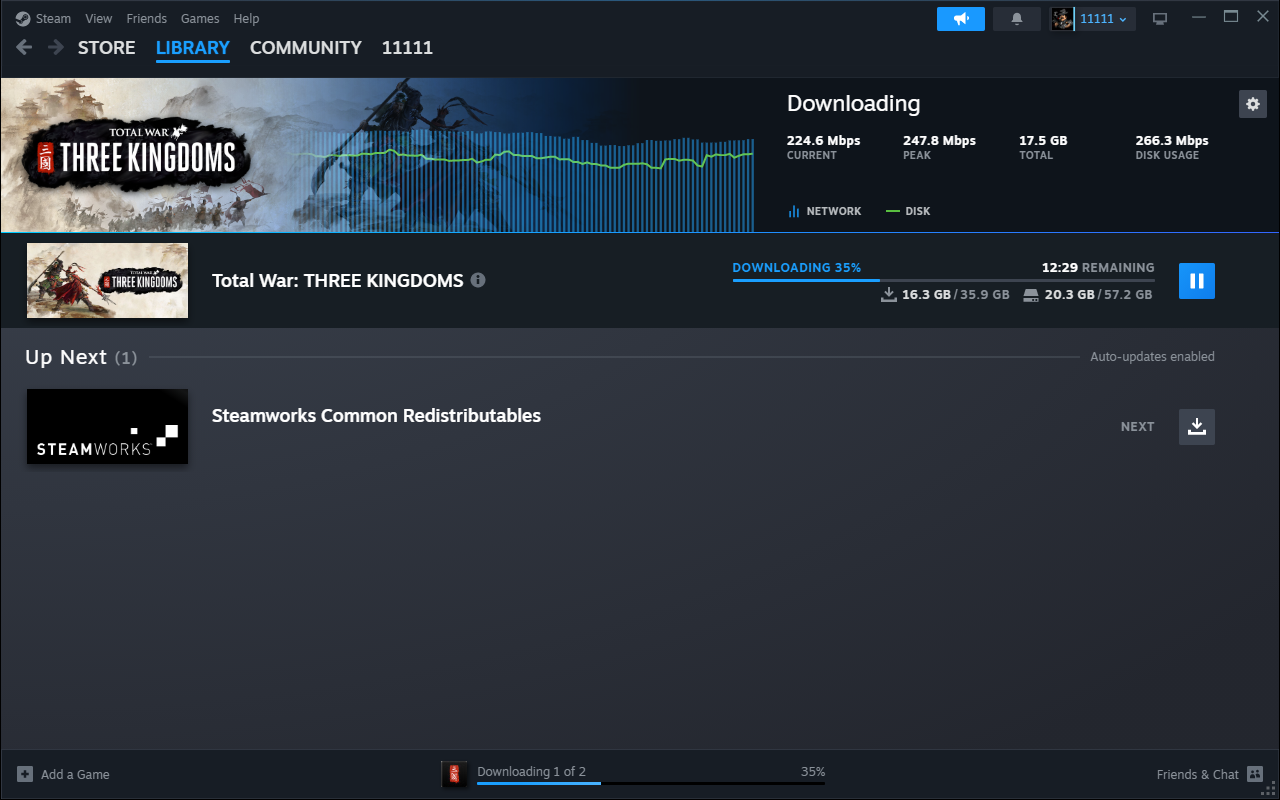 Steam View Friends Games Help
11111
STORE LIBRARY COMMUNITY 11111
TOTAL WAR
三國 THREE KINGDOMS
Downloading
224.6 Mbps 247.8 Mbps 17.5 GB 266.3 Mbps
CURRENT PEAK TOTAL DISK USAGE
NETWORK DISK
TOTAL WAR
THREE KINGDOMS
Total War: THREE KINGDOMS
DOWNLOADING 35% 12:29 REMAINING
16.3 GB / 35.9 GB 20.3 GB / 57.2 GB
Up Next (1) Auto-updates enabled
STEAMWORKS
Steamworks Common Redistributables
NEXT
Add a Game
Downloading 1 of 2 35%
Friends & Chat